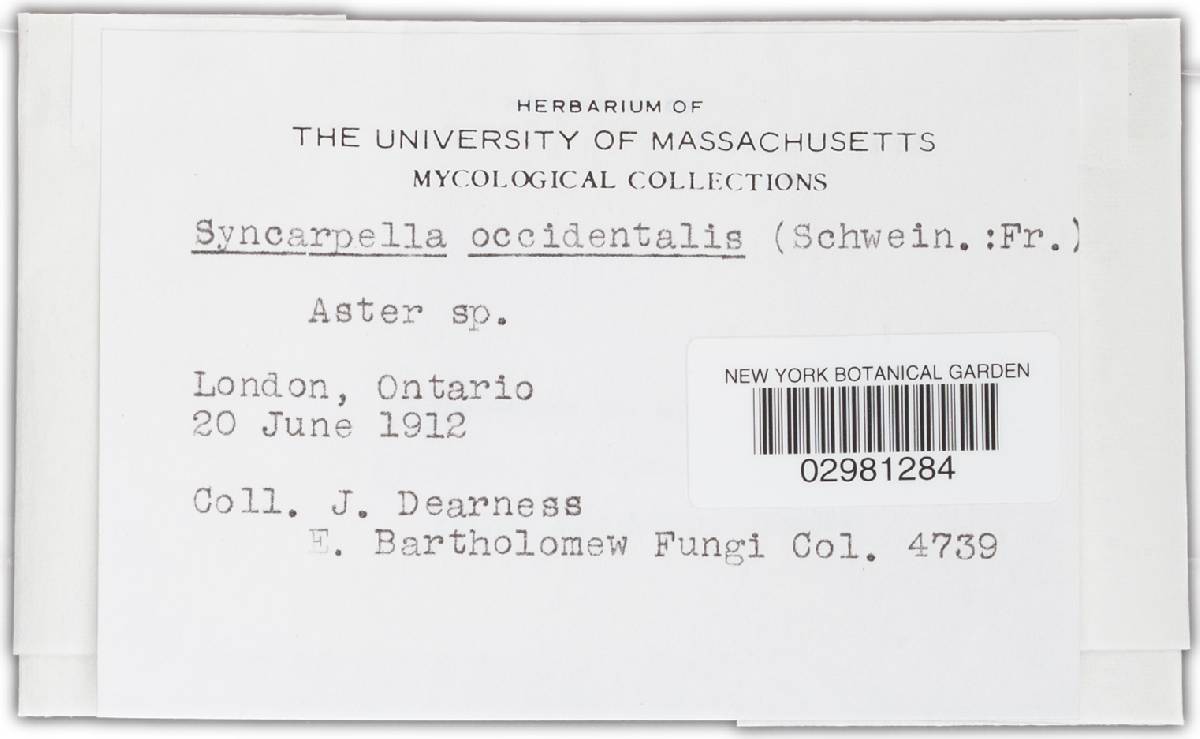 HERBARIUM OF
THE UNIVERSITY OF MASSACHUSETTS
MYCOLOGICAL COLLECTIONS
Syncarpella occidentalis (Schwein.:Fr.)
Aster sp.
London, Ontario
20 June 1912
NEW YORK BOTANICAL GARDEN
02981284
Coll. J. Dearness
E. Bartholomew Fungi Col. 4739